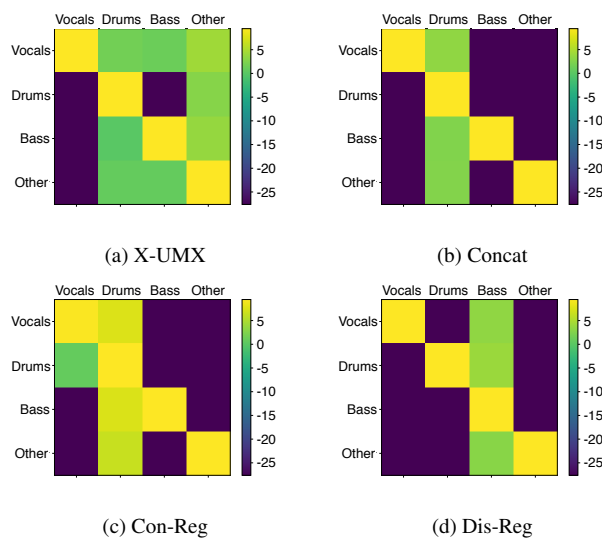 Vocals Drums Bass Other
Vocals
Drums
Bass
Other
5
0
-5
-10
-15
-20
-25
(a) X-UMX
Vocals Drums Bass Other
Vocals
Drums
Bass
Other
5
0
-5
-10
-15
-20
-25
(b) Concat
Vocals Drums Bass Other
Vocals
Drums
Bass
Other
5
0
-5
-10
-15
-20
-25
(c) Con-Reg
Vocals Drums Bass Other
Vocals
Drums
Bass
Other
5
0
-5
-10
-15
-20
-25
(d) Dis-Reg